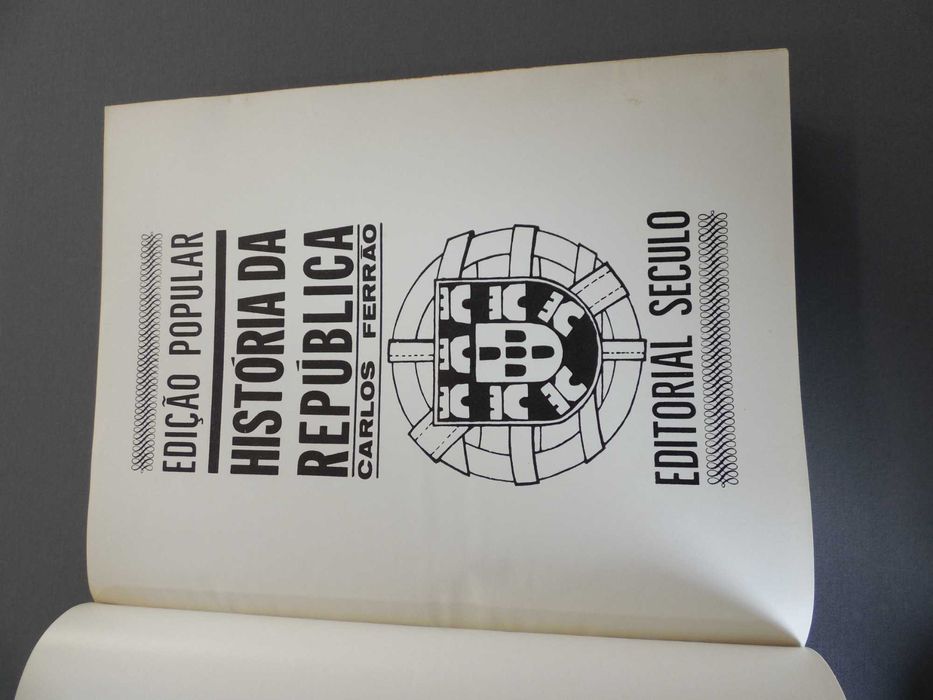 EDIÇÃO POPULAR
HISTÓRIA DA
REPÚBLICA
CARLOS FERRÃO
EDITORIAL SECULO